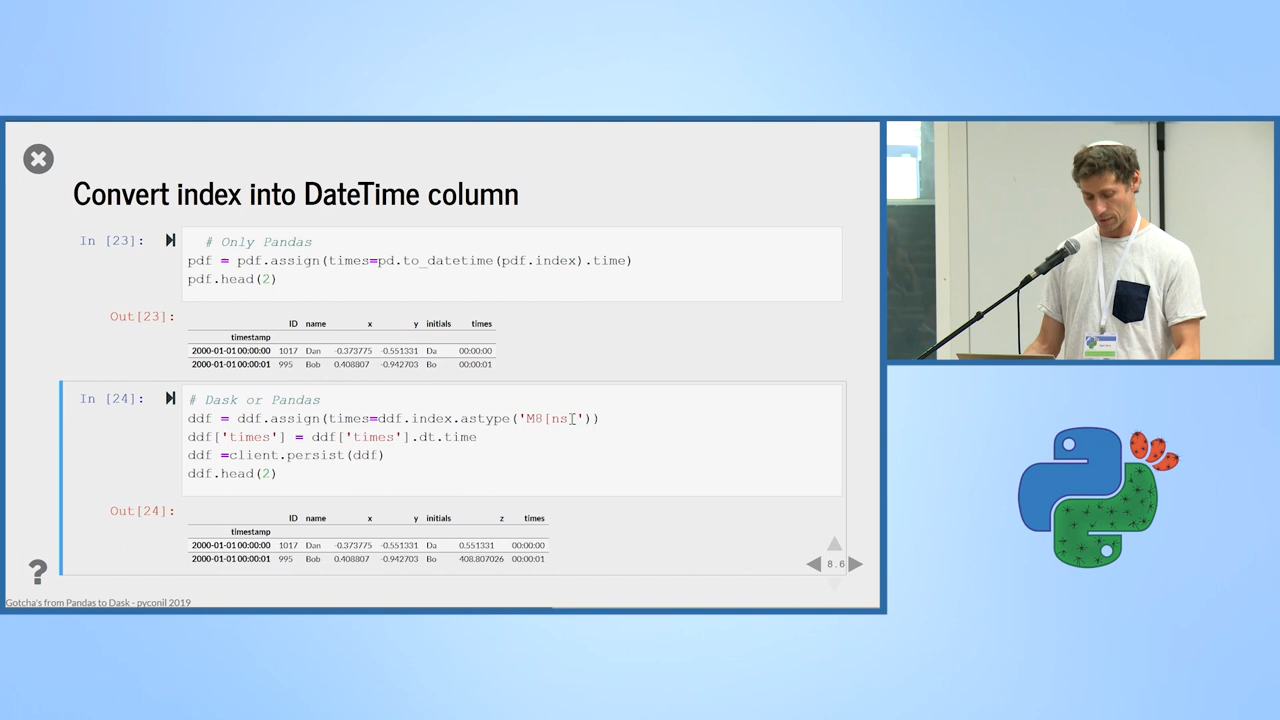 Convert index into DateTime column
In [23]:
# Only Pandas
pdf = pdf.assign(times=pd.to_datetime(pdf.index).time)
pdf.head(2)
Out[23]:
ID name x y initials times
timestamp
2000-01-01 00:00:00 1017 Dan -0.373775 -0.551331 Da 00:00:00
2000-01-01 00:00:01 995 Bob 0.408807 -0.942703 Bo 00:00:01
In [24]:
# Dask or Pandas
ddf = ddf.assign(times=ddf.index.astype('M8[ns]'))
ddf['times'] = ddf['times'].dt.time
ddf =client.persist(ddf)
ddf.head(2)
Out[24]:
ID name x y initials z times
timestamp
2000-01-01 00:00:00 1017 Dan -0.373775 -0.551331 Da 0.551331 00:00:00
2000-01-01 00:00:01 995 Bob 0.408807 -0.942703 Bo 408.807026 00:00:01
?
8.6
Gotcha's from Pandas to Dask - pyconil 2019